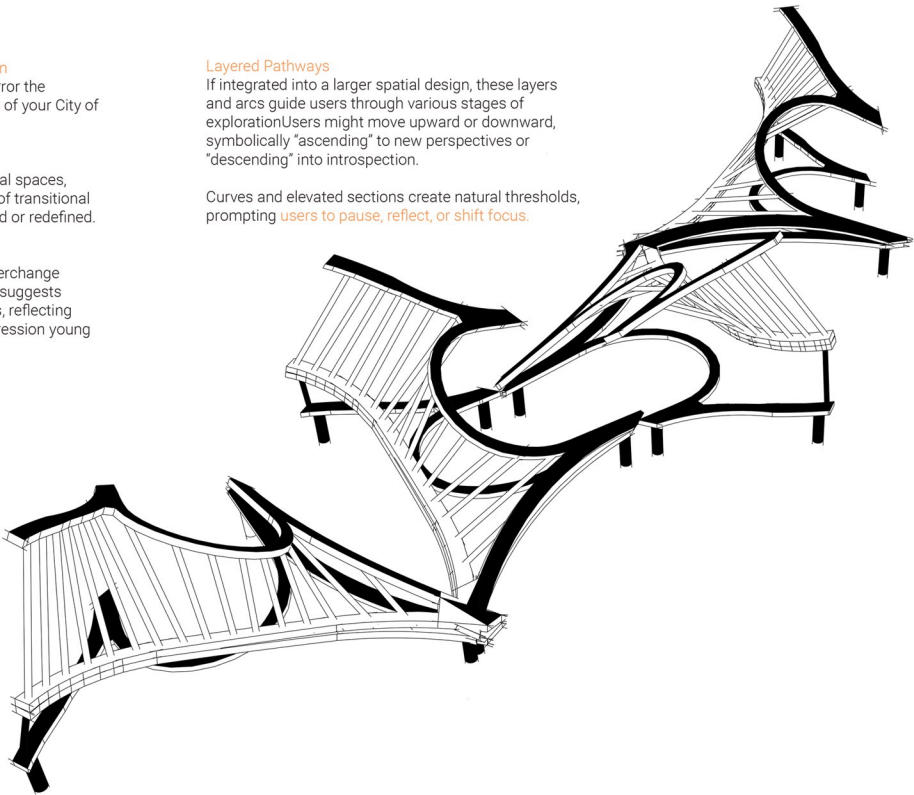 n
ror the
of your City of
al spaces,
of transitional
d or redefined.
erchange
suggests
s, reflecting
ression young
Layered Pathways
If integrated into a larger spatial design, these layers
and arcs guide users through various stages of
explorationUsers might move upward or downward,
symbolically “ascending” to new perspectives or
“descending” into introspection.
Curves and elevated sections create natural thresholds,
prompting users to pause, reflect, or shift focus.